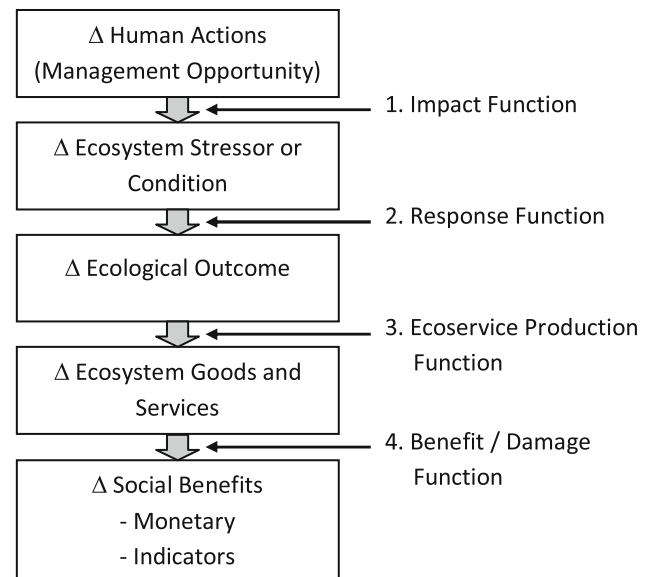 Δ Human Actions
(Management Opportunity)
1. Impact Function
Δ Ecosystem Stressor or
Condition
2. Response Function
Δ Ecological Outcome
3. Ecoservice Production
Function
Δ Ecosystem Goods and
Services
4. Benefit / Damage
Function
Δ Social Benefits
- Monetary
- Indicators